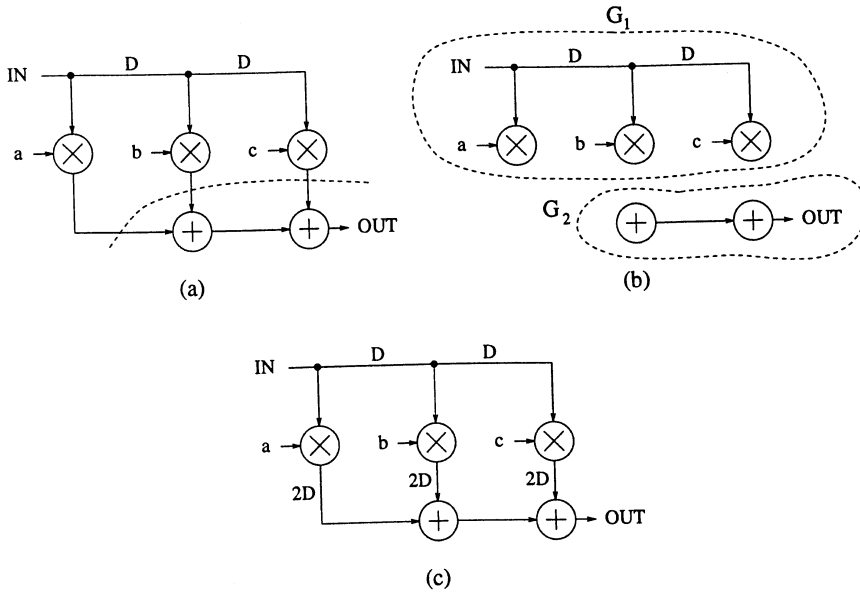 IN D D
a b c
OUT
(a)
G1
IN D D
a b c
G2
OUT
(b)
IN D D
a b c
2D 2D 2D
OUT
(c)